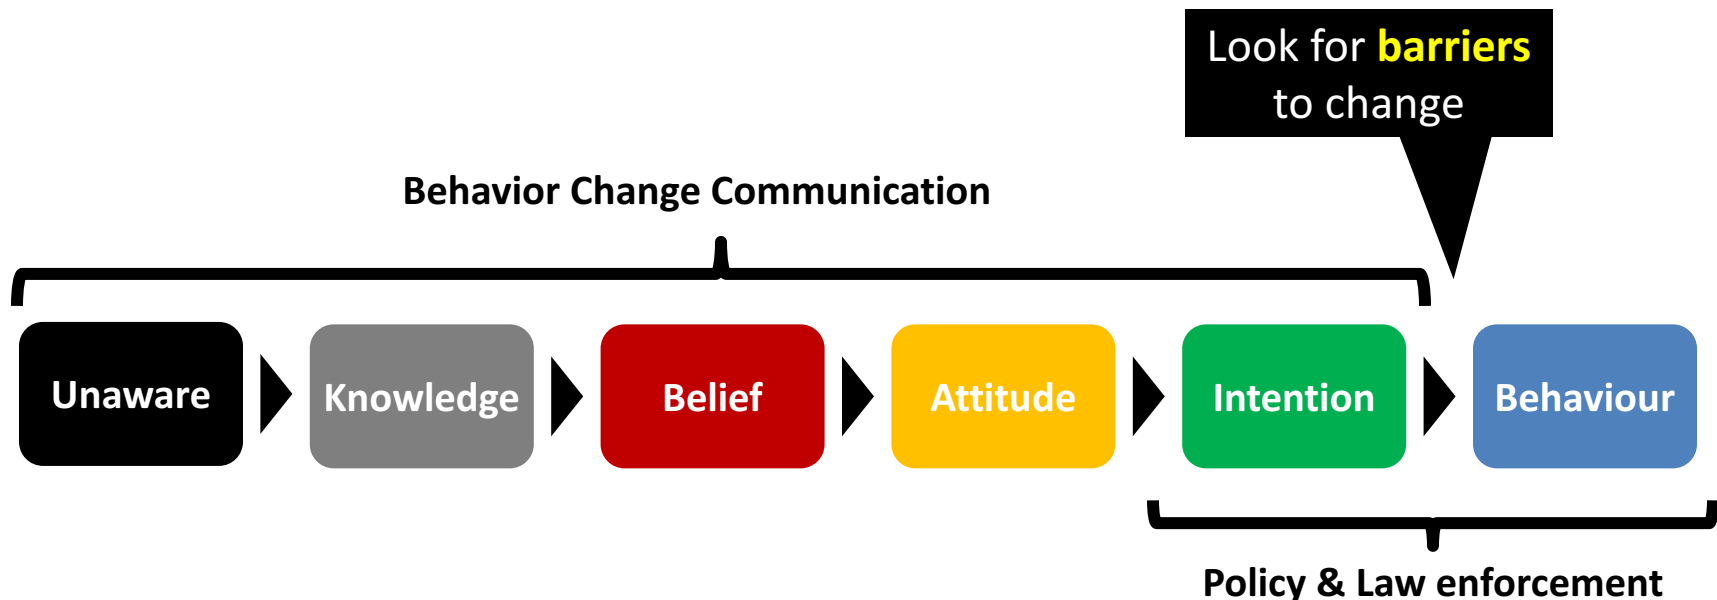 Look for barriers
to change
Behavior Change Communication
Unaware
Knowledge
Belief
Attitude
Intention
Behaviour
Policy & Law enforcement